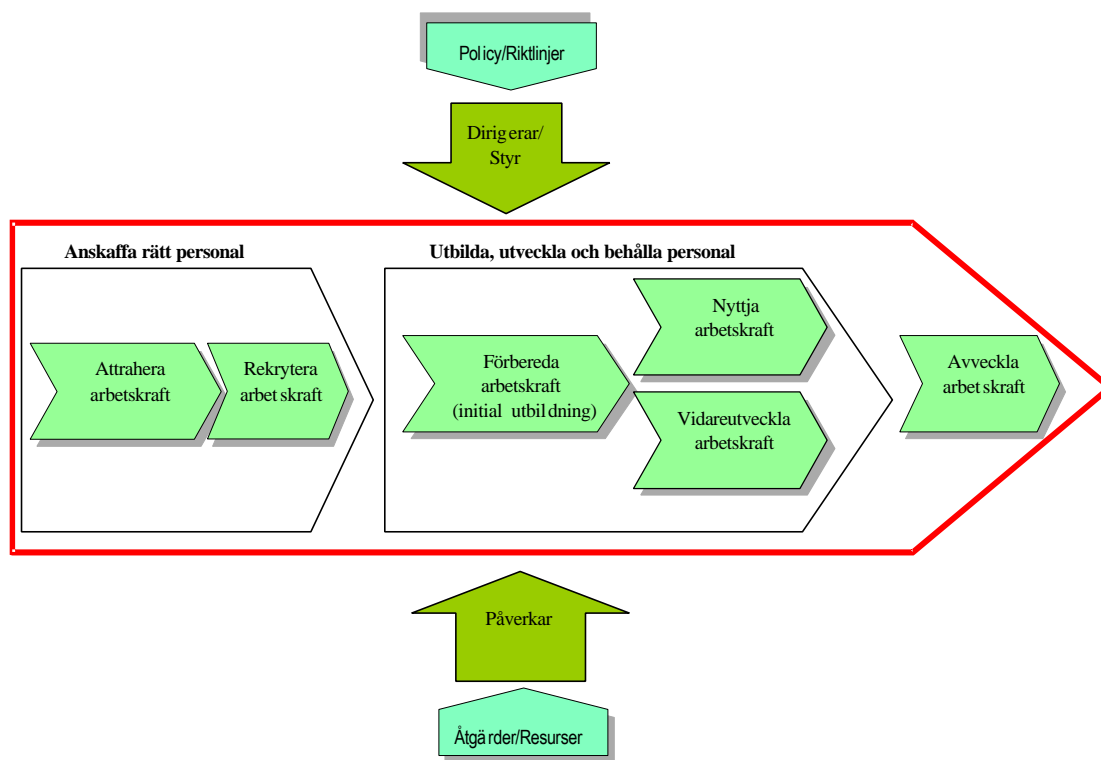 Policy/Riktlinjer
Dirigerar/
Styr
Anskaffa rätt personal
Utbilda, utveckla och behålla personal
Attrahera
arbetskraft
Rekrytera
arbetskraft
Förbereda
arbetskraft
(initial utbildning)
Nyttja
arbetskraft
Vidareutveckla
arbetskraft
Avveckla
arbetskraft
Påverkar
Åtgärder/Resurser